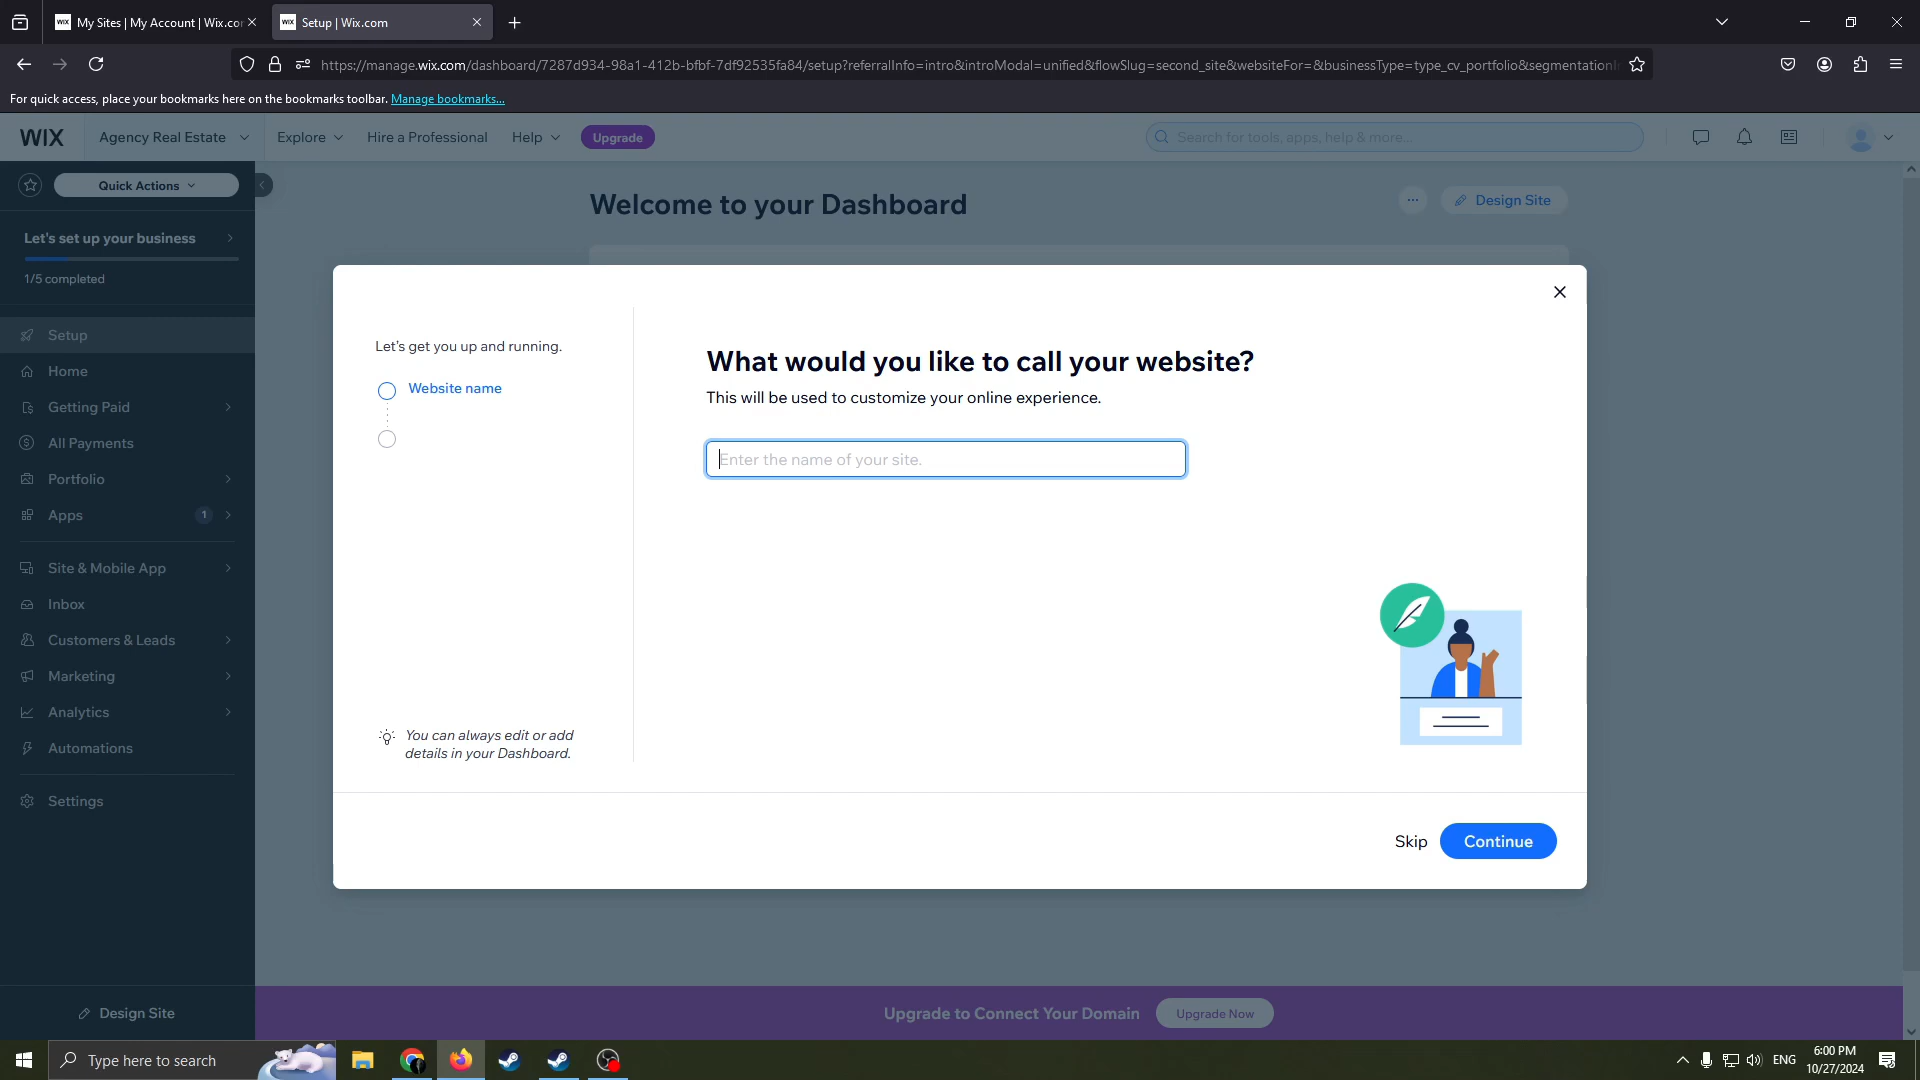 My Sites | My Account | Wix.co
Setup | Wix.com
https://manage.wix.com/dashboard/7287d934-98a1-412b-bfbf-7df92535fa84/setup?referralInfo=intro&introModal=unified&flowSlug=second_site&websiteFor=&businessType=type_cv_portfolio&segmentationI
For quick access, place your bookmarks here on the bookmarks toolbar. Manage bookmarks...
WIX
Agency Real Estate
Explore
Hire a Professional
Help
Upgrade
Search for tools, apps, help & more...
Quick Actions
Welcome to your Dashboard
Design Site
Let's set up your business
1/5 completed
Setup
Home
Getting Paid
All Payments
Portfolio
Apps
1
Site & Mobile App
Inbox
Customers & Leads
Marketing
Analytics
Automations
Settings
Design Site
Let's get you up and running.
Website name
You can always edit or add
details in your Dashboard.
What would you like to call your website?
This will be used to customize your online experience.
Enter the name of your site.
Skip
Continue
Upgrade to Connect Your Domain
Upgrade Now
Type here to search
ENG
6:00 PM
10/27/2024